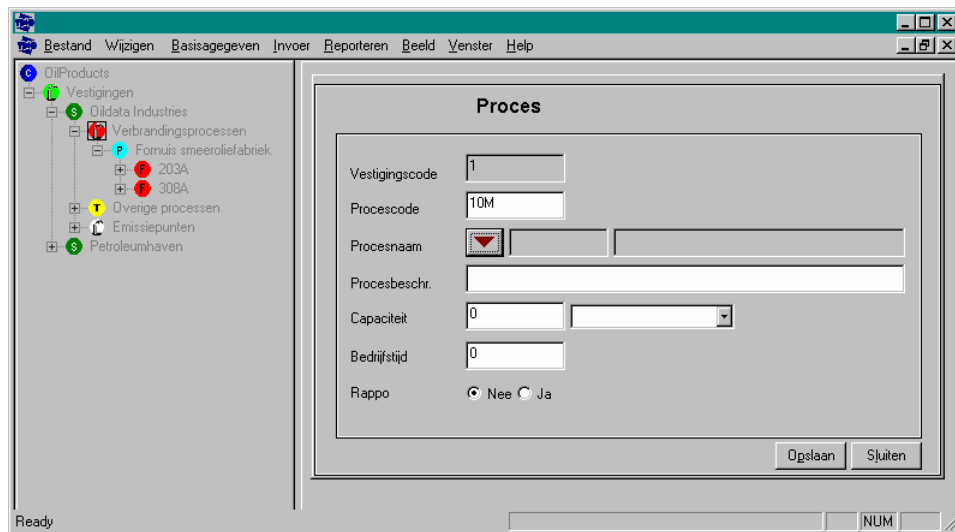 Bestand Wijzigen Basisagegeven Invoer Reporteren Beeld Venster Help
C OilProducts
Vestigingen
S Oildata Industries
Verbrandingsprocessen
P Fornuis smeeroliefabriek
F 203A
F 308A
T Overige processen
Emissiepunten
S Petroleumhaven
Proces
Vestigingscode 1
Procescode 10M
Procesnaam
Procesbeschr.
Capaciteit 0
Bedrijfstijd 0
Rappo Nee Ja
Opslaan Sluiten
Ready NUM